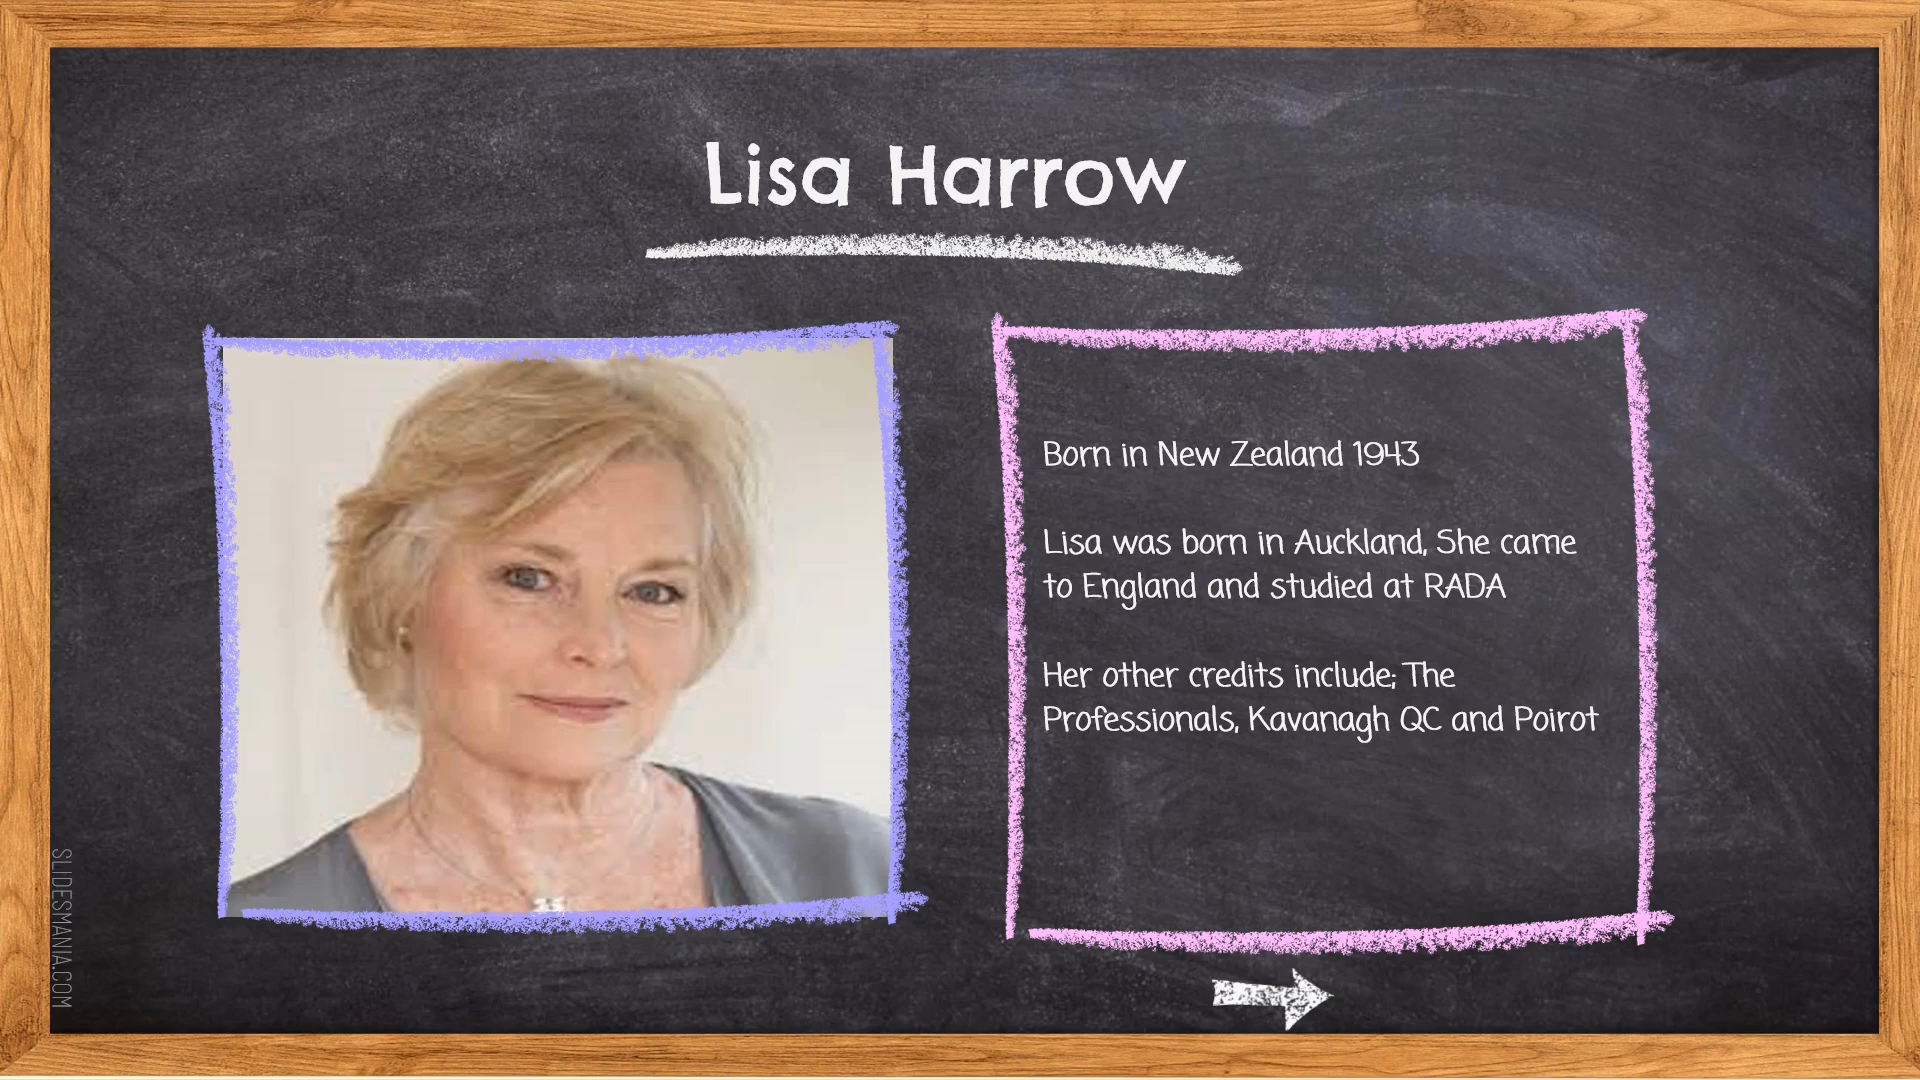 Lisa Harrow
Born in New Zealand 1943
Lisa was born in Auckland, She came
to England and studied at RADA
Her other credits include; The
Professionals, Kavanagh QC and Poirot
SLIDESMANIA.COM